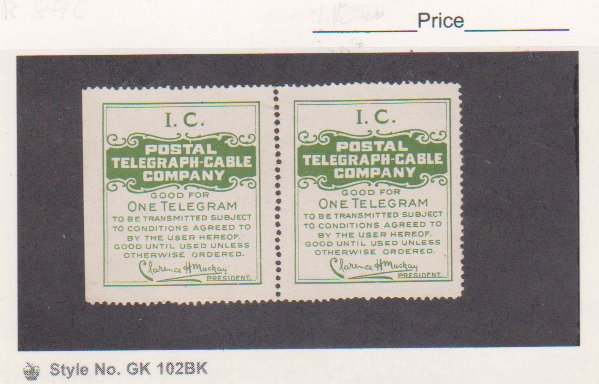 Price
I. C.
POSTAL
TELEGRAPH-CABLE
COMPANY
GOOD FOR
ONE TELEGRAM
TO BE TRANSMITTED SUBJECT
TO CONDITIONS AGREED TO
BY THE USER HEREOF.
GOOD UNTIL USED UNLESS
OTHERWISE ORDERED.
Clarence H Mackay
PRESIDENT.
I. C.
POSTAL
TELEGRAPH-CABLE
COMPANY
GOOD FOR
ONE TELEGRAM
TO BE TRANSMITTED SUBJECT
TO CONDITIONS AGREED TO
BY THE USER HEREOF.
GOOD UNTIL USED UNLESS
OTHERWISE ORDERED.
Clarence H Mackay
PRESIDENT.
Style No. GK 102BK